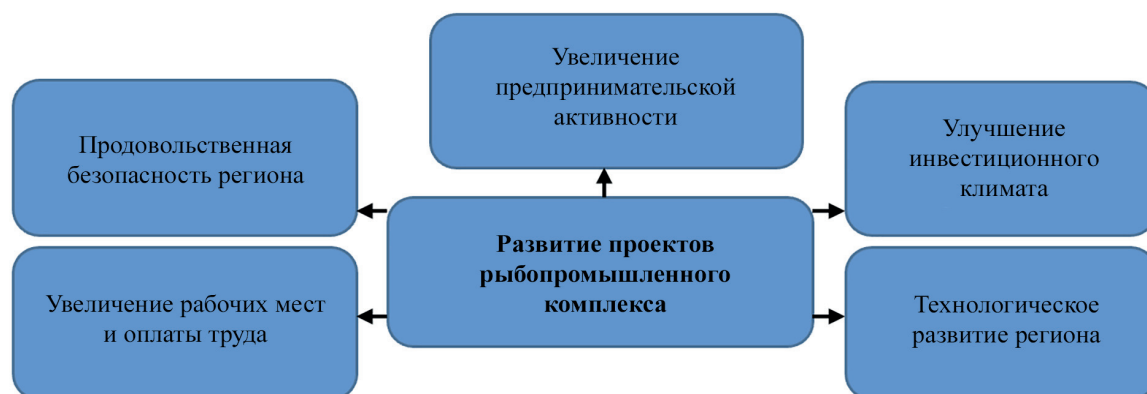 Увеличение
предпринимательской
активности
Продовольственная
безопасность региона
Улучшение
инвестиционного
климата
Развитие проектов
рыбопромышленного
комплекса
Увеличение рабочих мест
и оплаты труда
Технологическое
развитие региона